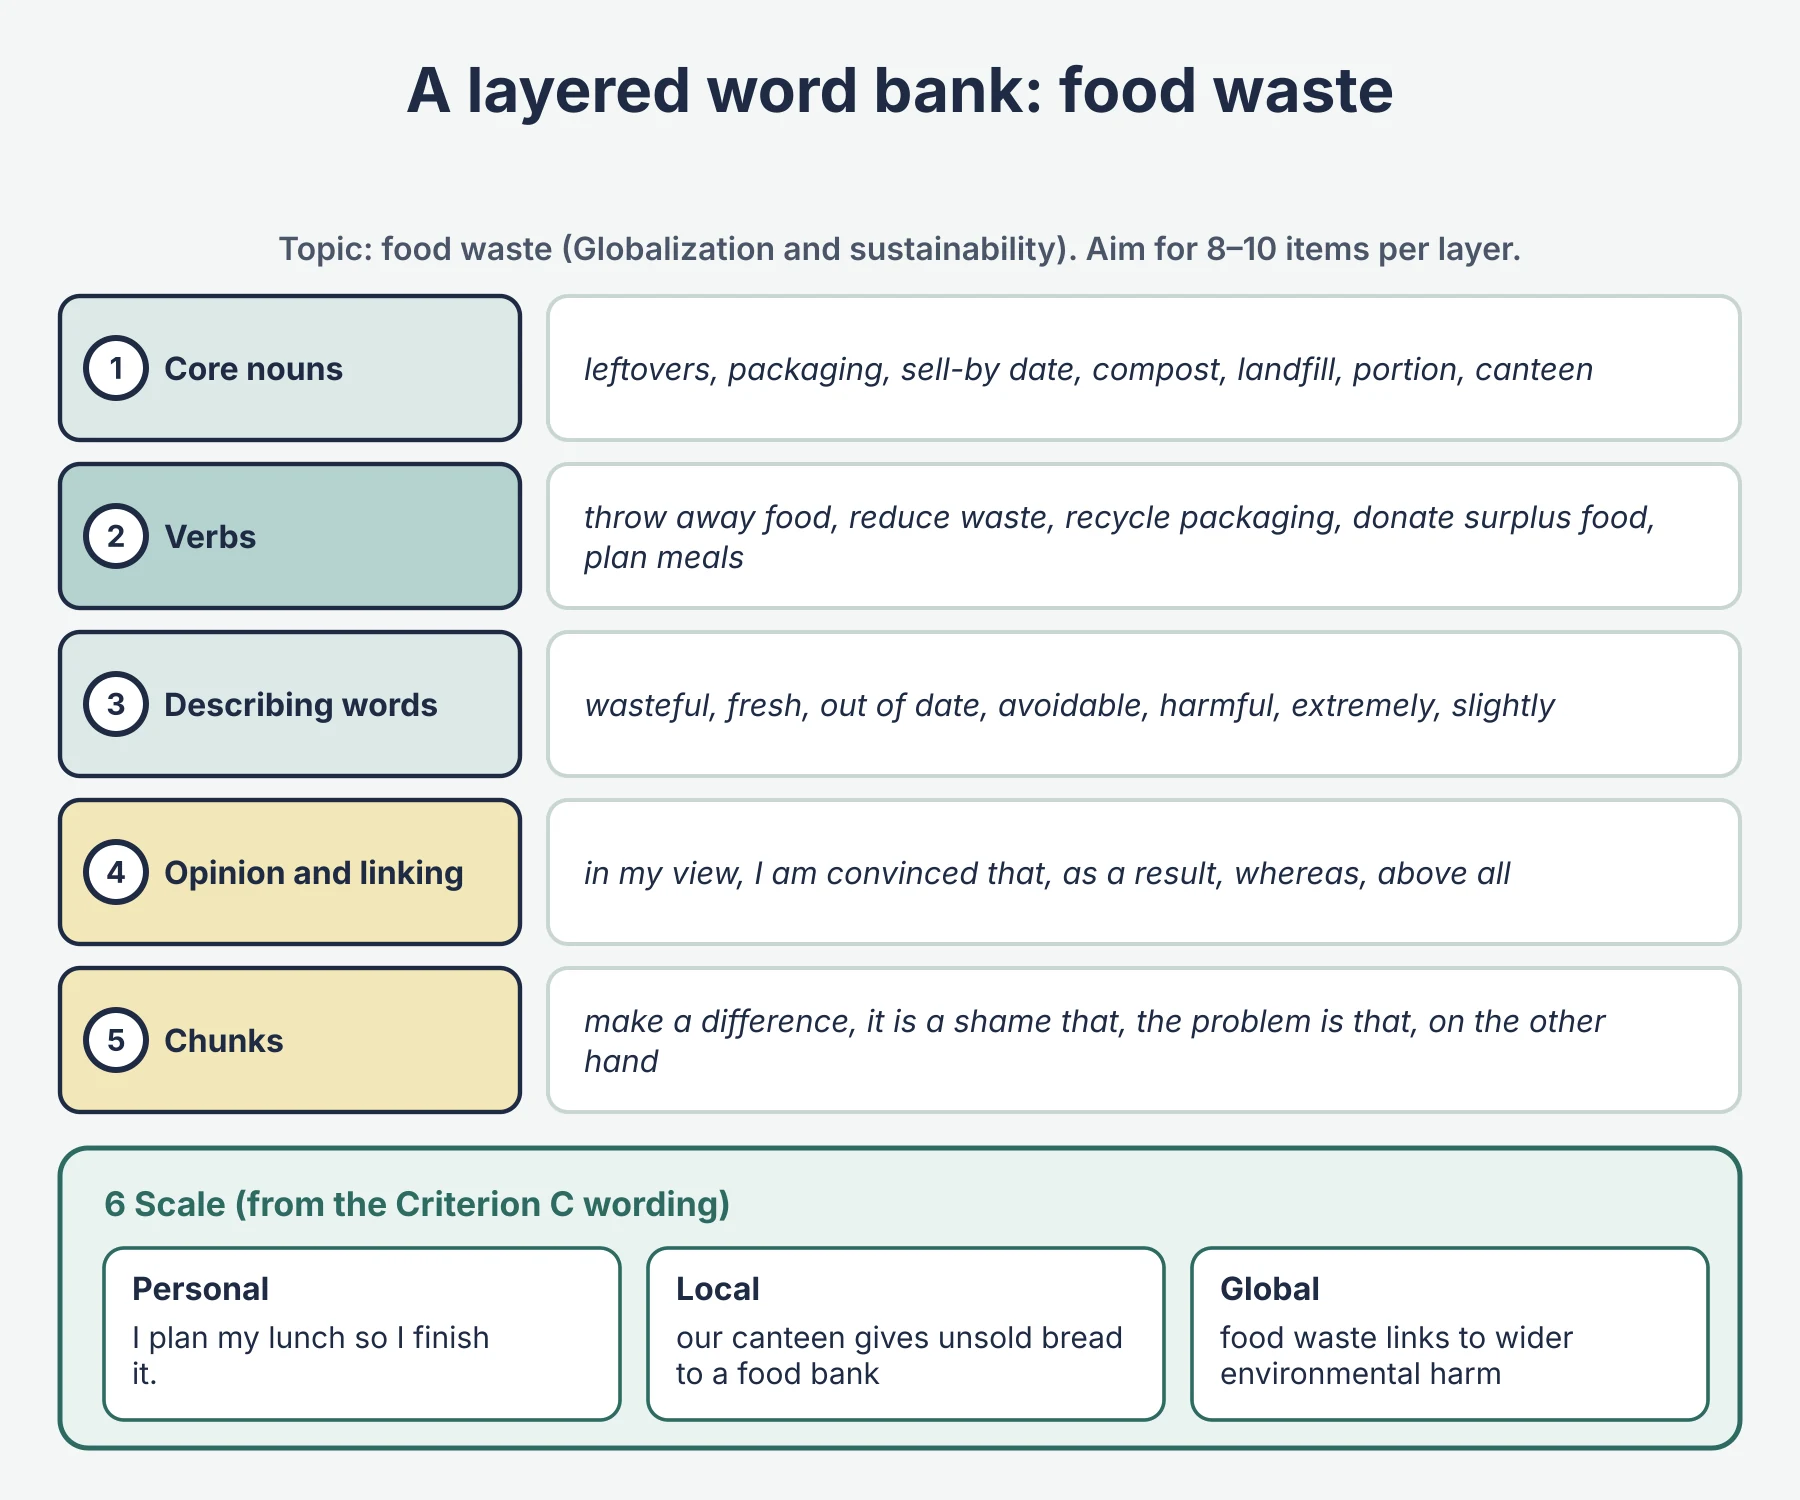 A layered word bank: food waste
Topic: food waste (Globalization and sustainability). Aim for 8–10 items per layer.
1 Core nouns
leftovers, packaging, sell-by date, compost, landfill, portion, canteen
2 Verbs
throw away food, reduce waste, recycle packaging, donate surplus food,
plan meals
3 Describing words
wasteful, fresh, out of date, avoidable, harmful, extremely, slightly
4 Opinion and linking
in my view, I am convinced that, as a result, whereas, above all
5 Chunks
make a difference, it is a shame that, the problem is that, on the other
hand
6 Scale (from the Criterion C wording)
Personal
I plan my lunch so I finish
it.
Local
our canteen gives unsold bread
to a food bank
Global
food waste links to wider
environmental harm